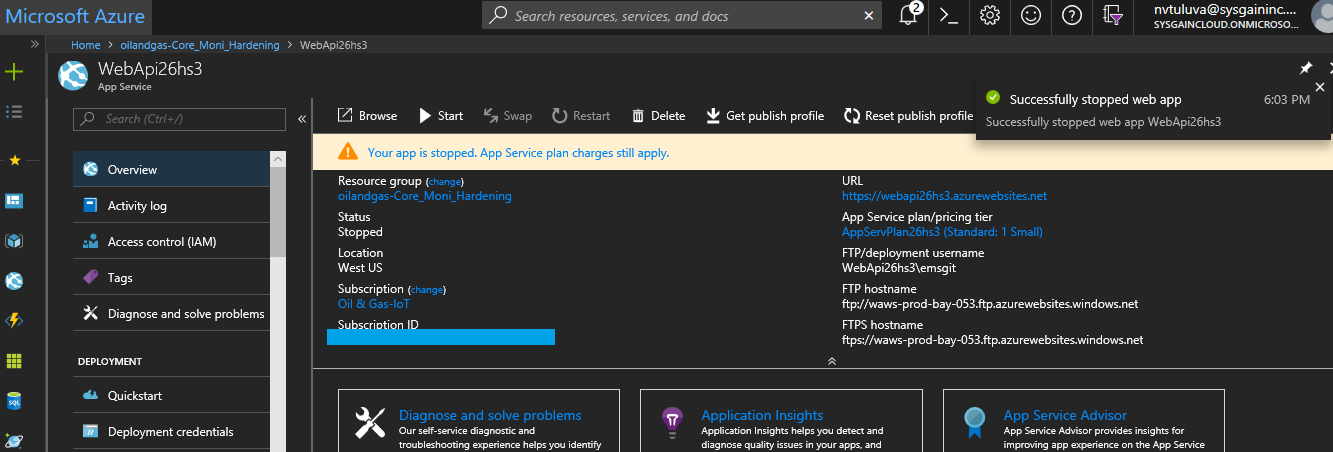 Microsoft Azure
Search resources, services, and docs
2
nvtuluva@sysgaininc....
SYSGAINCLOUD.ONMICROSO...
Home > oilandgas-Core_Moni_Hardening > WebApi26hs3
WebApi26hs3
App Service
Successfully stopped web app 6:03 PM
Successfully stopped web app WebApi26hs3
Search (Ctrl+/)
Browse Start Swap Restart Delete Get publish profile Reset publish profile
Your app is stopped. App Service plan charges still apply.
Overview
Activity log
Access control (IAM)
Tags
Diagnose and solve problems
DEPLOYMENT
Quickstart
Deployment credentials
SQL
Resource group (change)
oilandgas-Core_Moni_Hardening
Status
Stopped
Location
West US
Subscription (change)
Oil & Gas-IoT
Subscription ID
URL
https://webapi26hs3.azurewebsites.net
App Service plan/pricing tier
AppServPlan26hs3 (Standard: 1 Small)
FTP/deployment username
WebApi26hs3\emsgit
FTP hostname
ftp://waws-prod-bay-053.ftp.azurewebsites.windows.net
FTPS hostname
ftps://waws-prod-bay-053.ftp.azurewebsites.windows.net
Diagnose and solve problems
Our self-service diagnostic and
troubleshooting experience helps you identify
Application Insights
Application Insights helps you detect and
diagnose quality issues in your apps, and
App Service Advisor
App Service Advisor provides insights for
improving app experience on the App Service